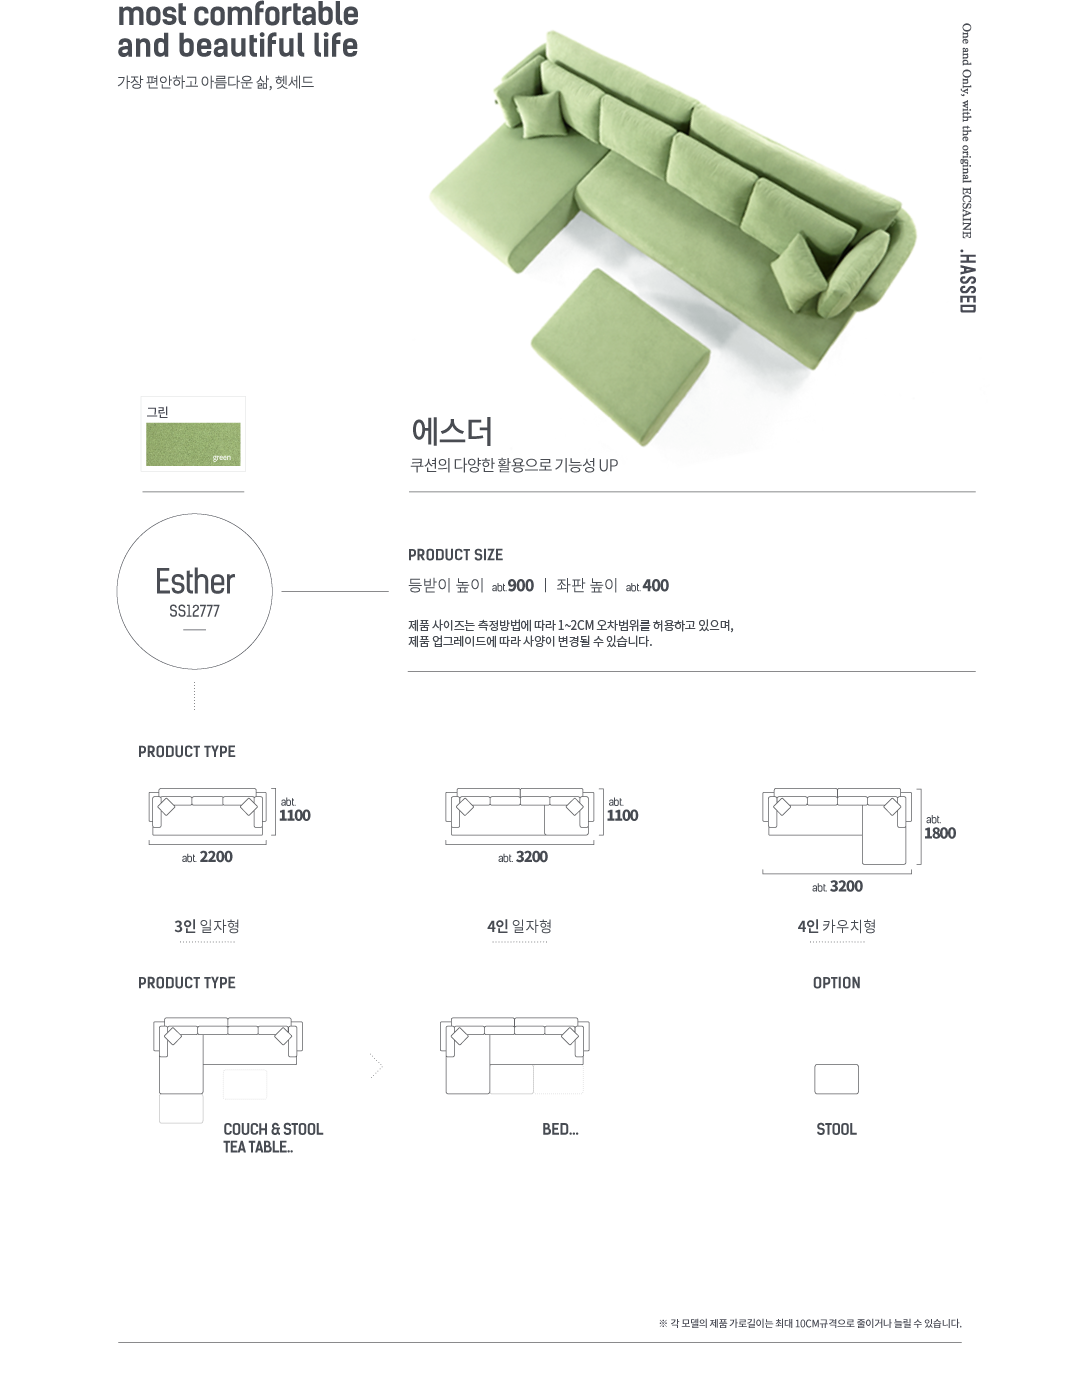 most comfortable
and beautiful life
가장 편안하고 아름다운 삶, 헷세드
One and Only, with the original ECSAINE .HASSED
그린
green
에스더
쿠션의 다양한 활용으로 기능성 UP
Esther
SS12777
PRODUCT SIZE
등받이 높이 abt.900 | 좌판 높이 abt.400
제품 사이즈는 측정방법에 따라 1~2CM 오차범위를 허용하고 있으며,
제품 업그레이드에 따라 사양이 변경될 수 있습니다.
PRODUCT TYPE
abt.
1100
abt. 2200
3인 일자형
abt.
1100
abt. 3200
4인 일자형
abt.
1800
abt. 3200
4인 카우치형
PRODUCT TYPE
OPTION
COUCH & STOOL
TEA TABLE..
BED...
STOOL
※ 각 모델의 제품 가로길이는 최대 10CM규격으로 줄이거나 늘릴 수 있습니다.